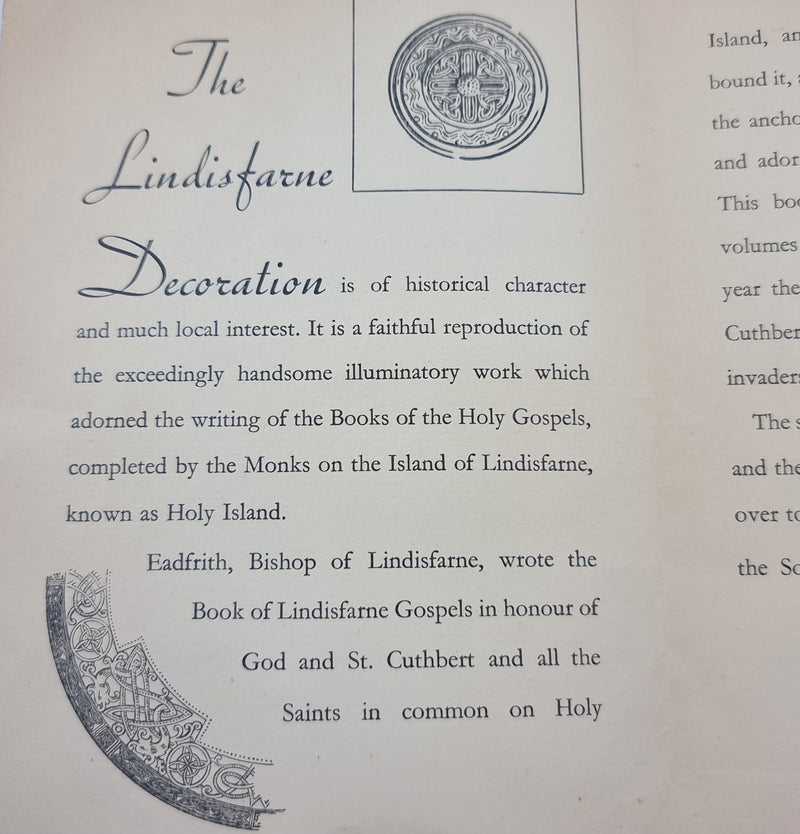 The
Lindisfarne
Decoration is of historical character
and much local interest. It is a faithful reproduction of
the exceedingly handsome illuminatory work which
adorned the writing of the Books of the Holy Gospels,
completed by the Monks on the Island of Lindisfarne,
known as Holy Island.
Eadfrith, Bishop of Lindisfarne, wrote the
Book of Lindisfarne Gospels in honour of
God and St. Cuthbert and all the
Saints in common on Holy
Island,
bound it,
the
and
This
volumes
year the
The
and the
over
the